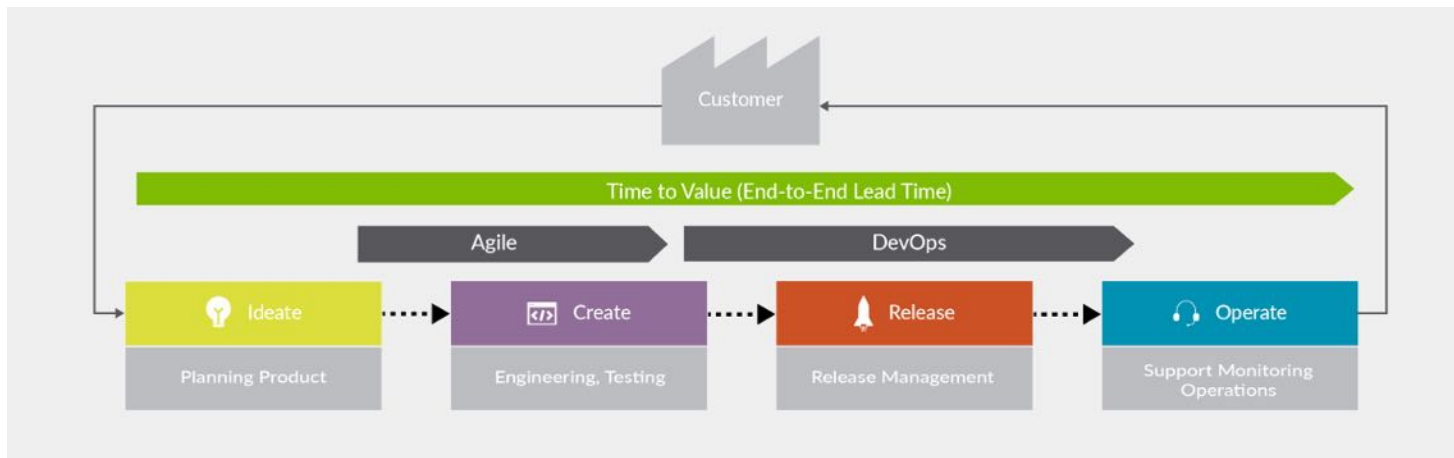 Customer
Time to Value (End-to-End Lead Time)
Agile
DevOps
Ideate
</> Create
Release
Operate
Planning Product
Engineering, Testing
Release Management
Support Monitoring
Operations